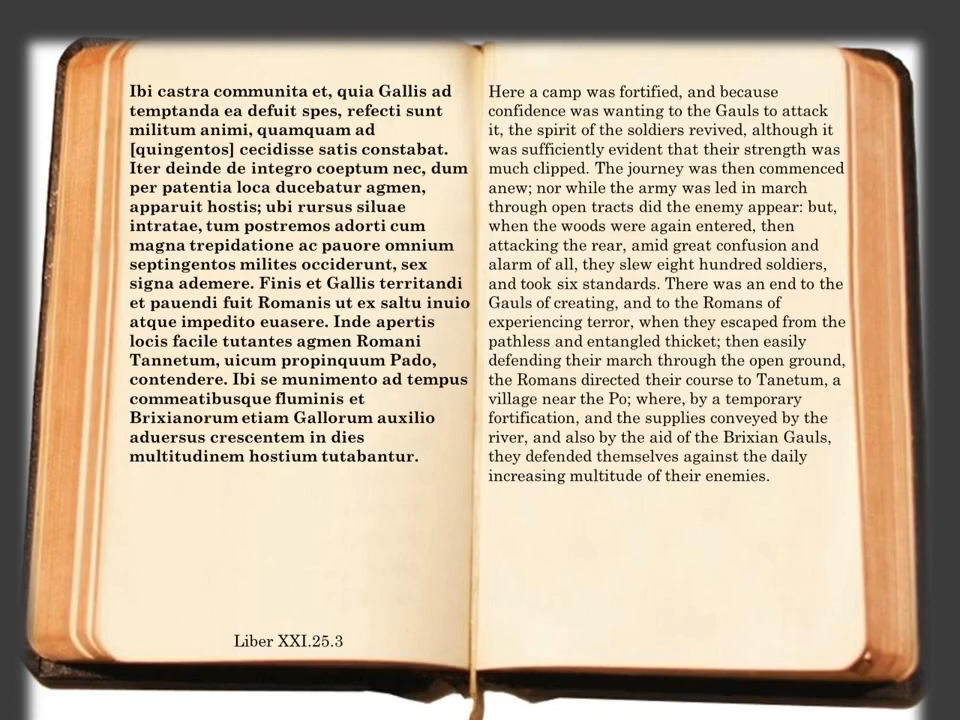 Ibi castra communita et, quia Gallis ad
temptanda ea defuit spes, refecti sunt
militum animi, quamquam ad
[quingentos] cecidisse satis constabat.
Iter deinde de integro coeptum nec, dum
per patentia loca ducebatur agmen,
apparuit hostis; ubi rursus siluae
intratae, tum postremos adorti cum
magna trepidatione ac pauore omnium
septingentos milites occiderunt, sex
signa ademere. Finis et Gallis territandi
et pauendi fuit Romanis ut ex saltu inuio
atque impedito euasere. Inde apertis
locis facile tutantes agmen Romani
Tannetum, uicum propinquum Pado,
contendere. Ibi se munimento ad tempus
commeatibusque fluminis et
Brixianorum etiam Gallorum auxilio
aduersus crescentem in dies
multitudinem hostium tutabantur.
Liber XXI.25.3
Here a camp was fortified, and because
confidence was wanting to the Gauls to attack
it, the spirit of the soldiers revived, although it
was sufficiently evident that their strength was
much clipped. The journey was then commenced
anew; nor while the army was led in march
through open tracts did the enemy appear: but,
when the woods were again entered, then
attacking the rear, amid great confusion and
alarm of all, they slew eight hundred soldiers,
and took six standards. There was an end to the
Gauls of creating, and to the Romans of
experiencing terror, when they escaped from the
pathless and entangled thicket; then easily
defending their march through the open ground,
the Romans directed their course to Tanetum, a
village near the Po; where, by a temporary
fortification, and the supplies conveyed by the
river, and also by the aid of the Brixian Gauls,
they defended themselves against the daily
increasing multitude of their enemies.